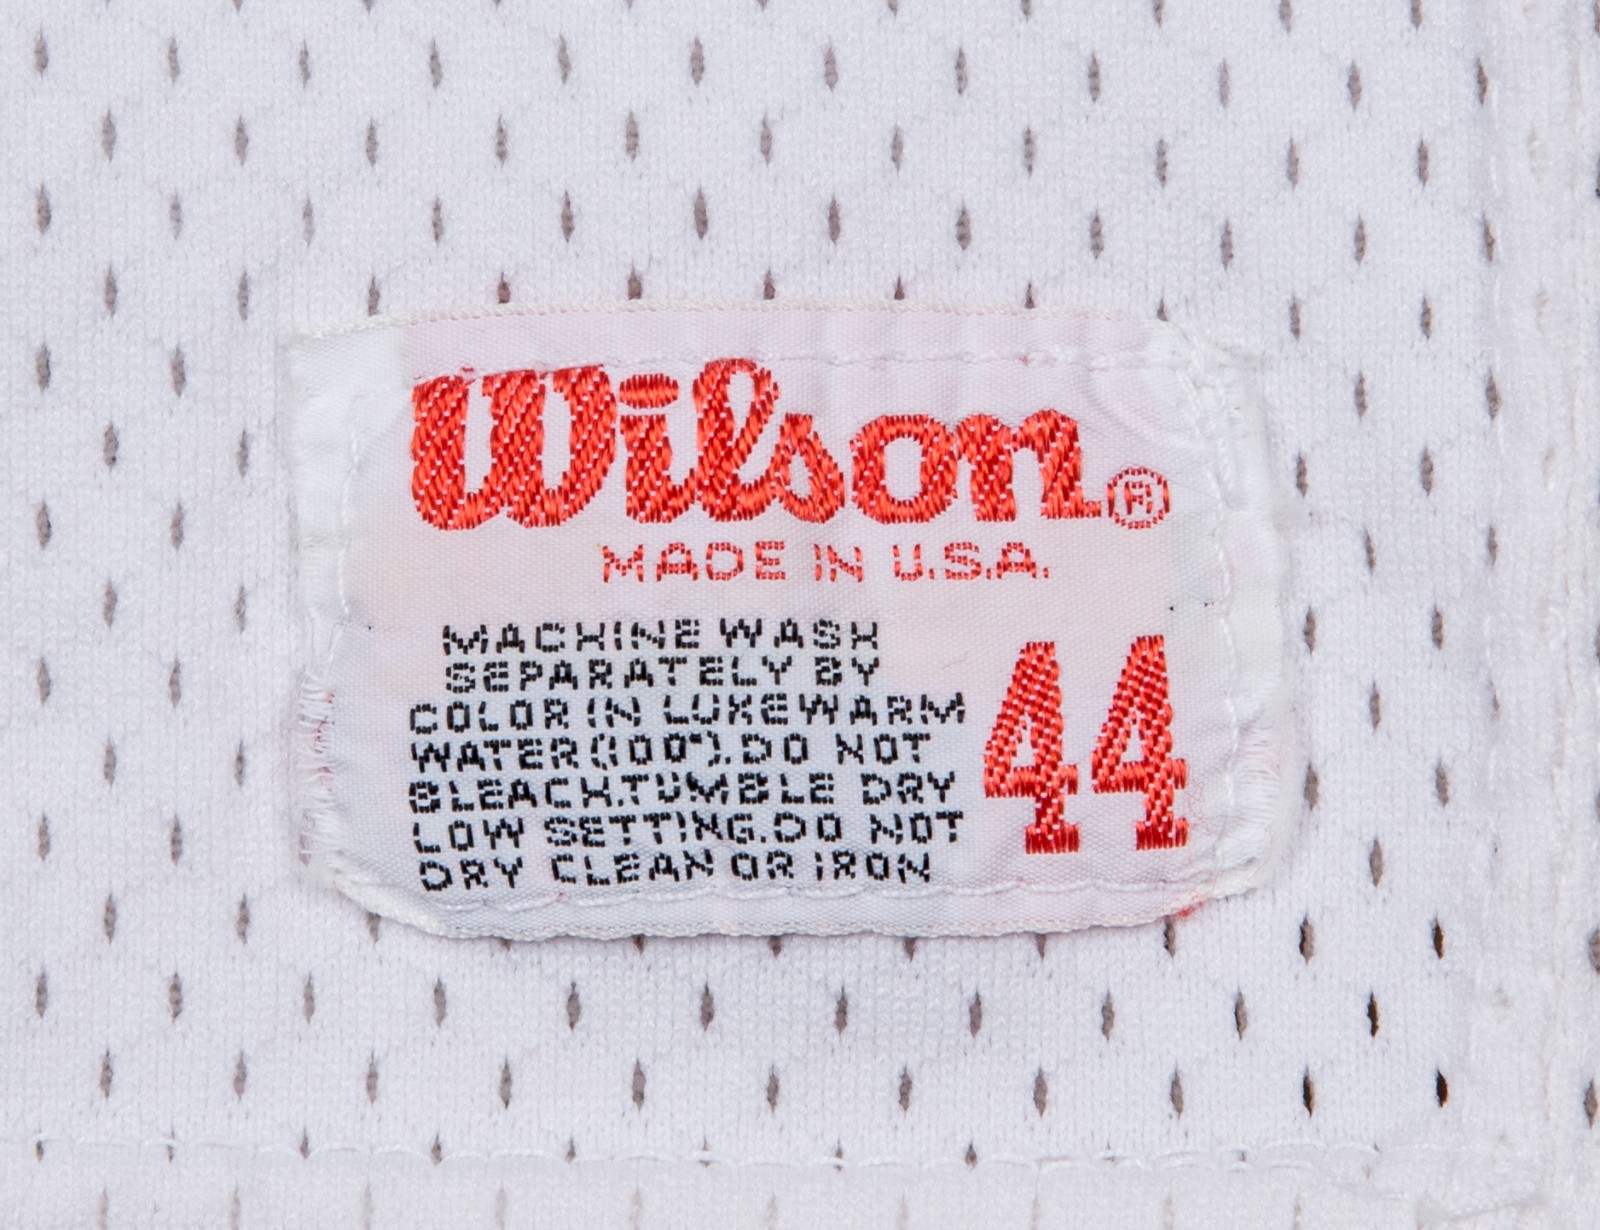 Wilson®
MADE IN U.S.A.
MACHINE WASH
SEPARATELY BY
COLOR IN LUKEWARM
WATER (100°). DO NOT
BLEACH. TUMBLE DRY
LOW SETTING. DO NOT
DRY CLEAN OR IRON
44